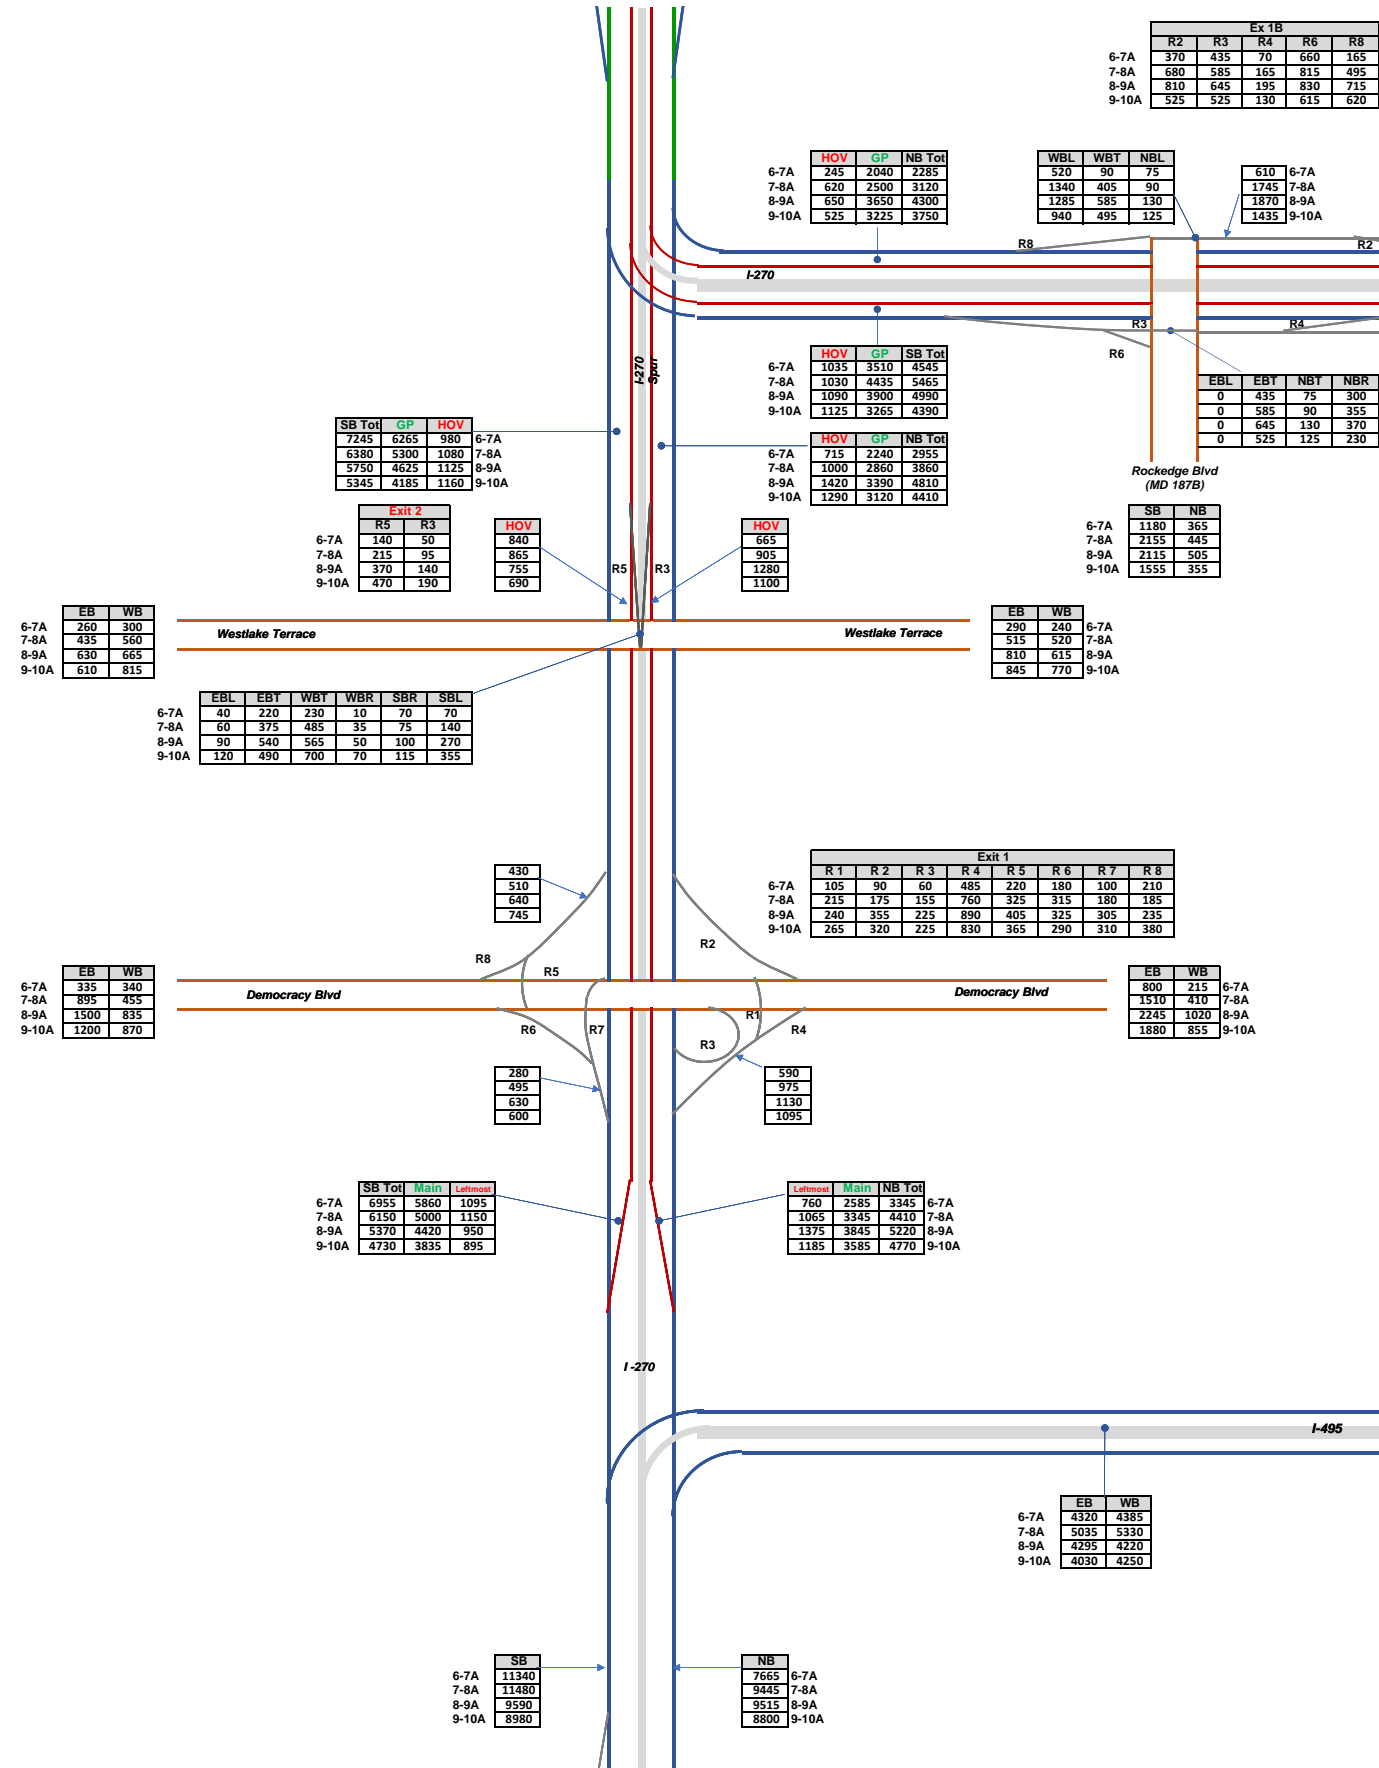 Ex 1B
R2 R3 R4 R6 R8
6-7A 370 435 70 660 165
7-8A 680 585 165 815 495
8-9A 810 645 195 830 715
9-10A 525 525 130 615 620
HOV GP NB Tot
6-7A 245 2040 2285
7-8A 620 2500 3120
8-9A 650 3650 4300
9-10A 525 3225 3750
WBL WBT NBL
520 90 75
1340 405 90
1285 585 130
940 495 125
610 6-7A
1745 7-8A
1870 8-9A
1435 9-10A
R8
R2
I-270
R3
R4
R6
I-270
Spur
HOV GP SB Tot
6-7A 1035 3510 4545
7-8A 1030 4435 5465
8-9A 1090 3900 4990
9-10A 1125 3265 4390
EBL EBT NBT NBR
0 435 75 300
0 585 90 355
0 645 130 370
0 525 125 230
SB Tot GP HOV
7245 6265 980 6-7A
6380 5300 1080 7-8A
5750 4625 1125 8-9A
5345 4185 1160 9-10A
HOV GP NB Tot
6-7A 715 2240 2955
7-8A 1000 2860 3860
8-9A 1420 3390 4810
9-10A 1290 3120 4410
Rockedge Blvd
(MD 187B)
SB NB
6-7A 1180 365
7-8A 2155 445
8-9A 2115 505
9-10A 1555 355
Exit 2
R5 R3
6-7A 140 50
7-8A 215 95
8-9A 370 140
9-10A 470 190
HOV
840
865
755
690
R5
R3
HOV
665
905
1280
1100
EB WB
6-7A 260 300
7-8A 435 560
8-9A 630 665
9-10A 610 815
Westlake Terrace
Westlake Terrace
EB WB
290 240 6-7A
515 520 7-8A
810 615 8-9A
845 770 9-10A
EBL EBT WBT WBR SBR SBL
6-7A 40 220 230 10 70 70
7-8A 60 375 485 35 75 140
8-9A 90 540 565 50 100 270
9-10A 120 490 700 70 115 355
430
510
640
745
Exit 1
R 1 R 2 R 3 R 4 R 5 R 6 R 7 R 8
6-7A 105 90 60 485 220 180 100 210
7-8A 215 175 155 760 325 315 180 185
8-9A 240 355 225 890 405 325 305 235
9-10A 265 320 225 830 365 290 310 380
R2
R8
R5
EB WB
6-7A 335 340
7-8A 895 455
8-9A 1500 835
9-10A 1200 870
Democracy Blvd
Democracy Blvd
EB WB
800 215 6-7A
1510 410 7-8A
2245 1020 8-9A
1880 855 9-10A
R6
R7
R3
R1
R4
280
495
630
600
590
975
1130
1095
SB Tot Main Leftmost
6-7A 6955 5860 1095
7-8A 6150 5000 1150
8-9A 5370 4420 950
9-10A 4730 3835 895
Leftmost Main NB Tot
760 2585 3345 6-7A
1065 3345 4410 7-8A
1375 3845 5220 8-9A
1185 3585 4770 9-10A
I -270
I-495
EB WB
6-7A 4320 4385
7-8A 5035 5330
8-9A 4295 4220
9-10A 4030 4250
SB
6-7A 11340
7-8A 11480
8-9A 9590
9-10A 8980
NB
7665 6-7A
9445 7-8A
9515 8-9A
8800 9-10A